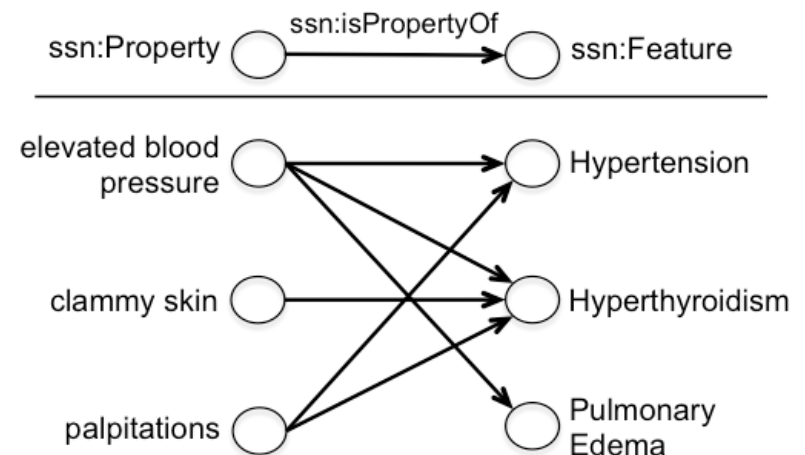 ssn:isPropertyOf
ssn:Property
ssn:Feature
elevated blood
pressure
Hypertension
clammy skin
Hyperthyroidism
palpitations
Pulmonary
Edema